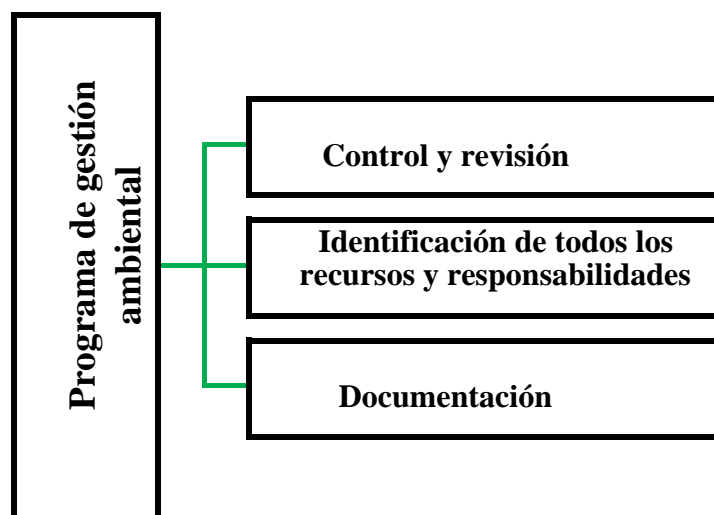 Programa de gestión
ambiental
Control y revisión
Identificación de todos los
recursos y responsabilidades
Documentación